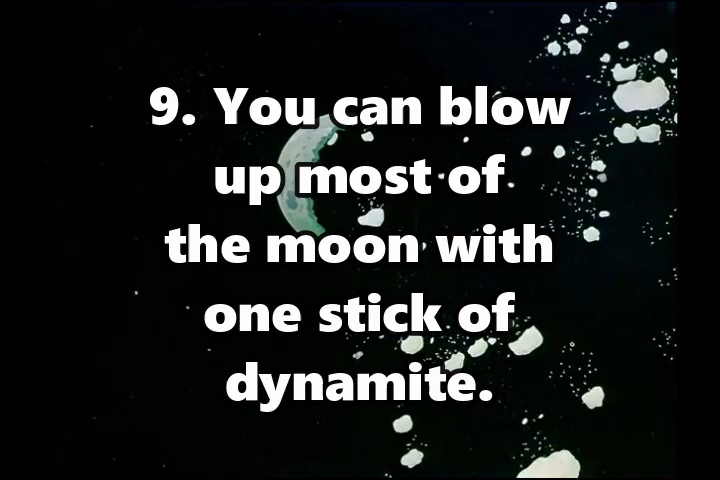 9. You can blow
up most of
the moon with
one stick of
dynamite.